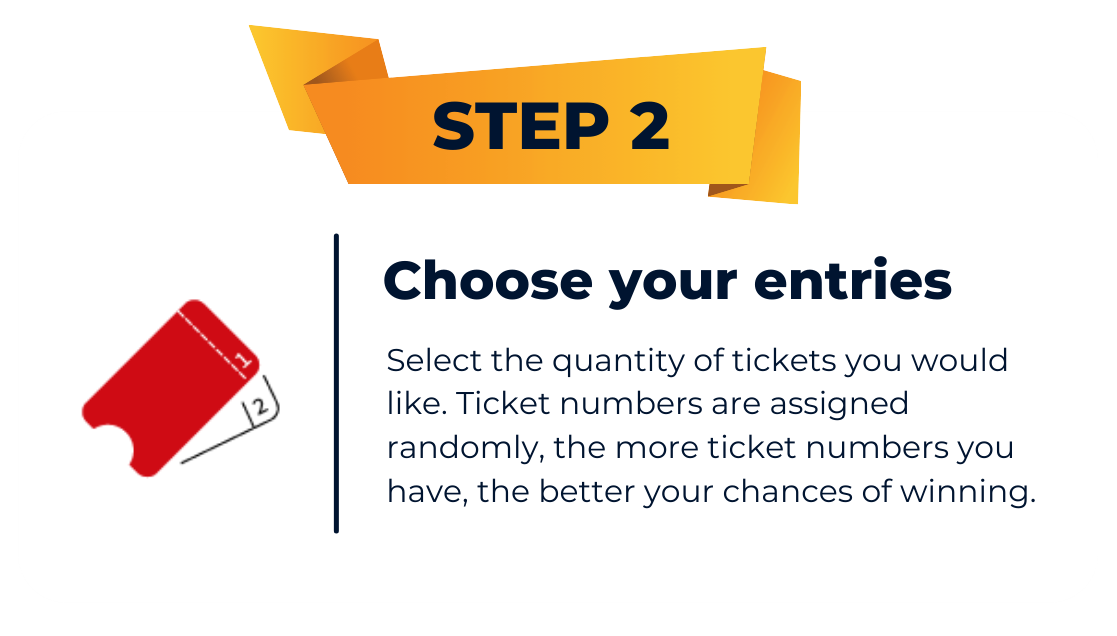 STEP 2
Choose your entries
Select the quantity of tickets you would
like. Ticket numbers are assigned
randomly, the more ticket numbers you
have, the better your chances of winning.
1
2